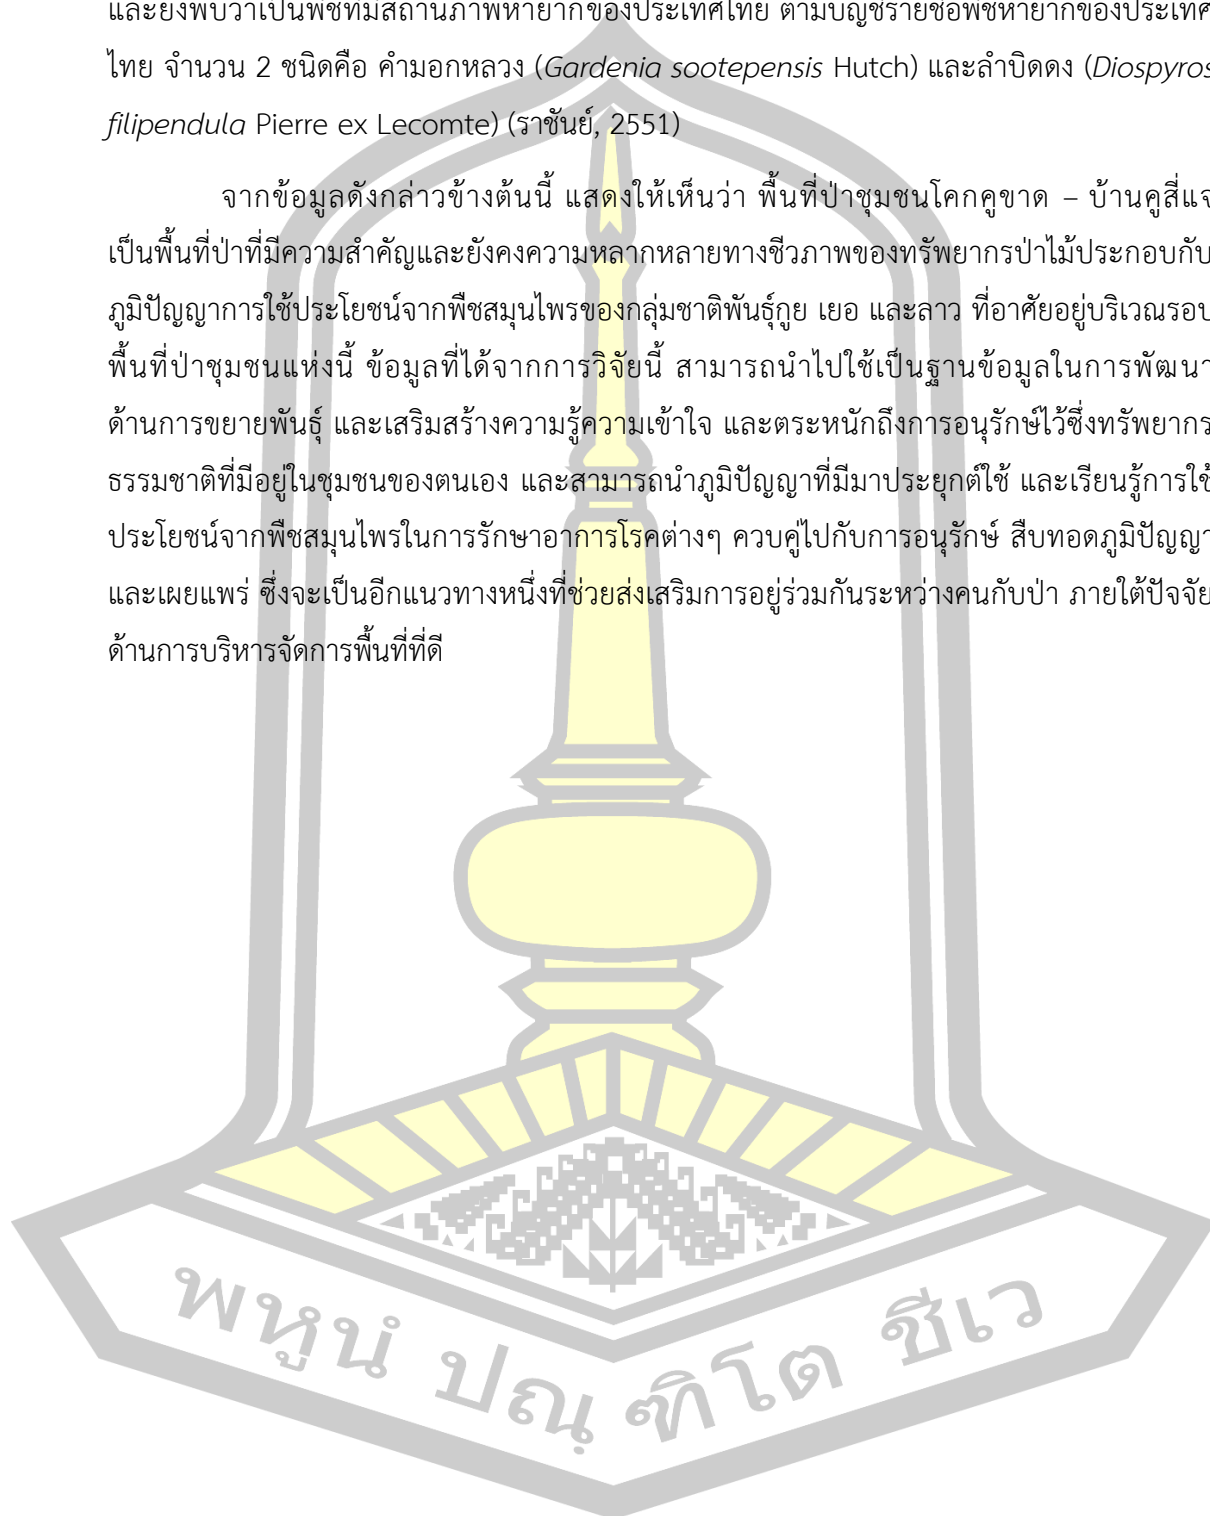 และยังพบว่าเป็นพืชที่มีสถานภาพหายากของประเทศไทย ตามบัญชีรายชื่อพืชหายากของประเทศ
ไทย จำนวน 2 ชนิดคือ คำมอกหลวง (Gardenia sootepensis Hutch) และลำบิดดง (Diospyros
filipendula Pierre ex Lecomte) (ราชันย์, 2551)
จากข้อมูลดังกล่าวข้างต้นนี้ แสดงให้เห็นว่า พื้นที่ป่าชุมชนโคกคูขาด – บ้านคูสี่แจ
เป็นพื้นที่ป่าที่มีความสำคัญและยังคงความหลากหลายทางชีวภาพของทรัพยากรป่าไม้ประกอบกับ
ภูมิปัญญาการใช้ประโยชน์จากพืชสมุนไพรของกลุ่มชาติพันธุ์กูย เยอ และลาว ที่อาศัยอยู่บริเวณรอบ
พื้นที่ป่าชุมชนแห่งนี้ ข้อมูลที่ได้จากการวิจัยนี้ สามารถนำไปใช้เป็นฐานข้อมูลในการพัฒนา
ด้านการขยายพันธุ์ และเสริมสร้างความรู้ความเข้าใจ และตระหนักถึงการอนุรักษ์ไว้ซึ่งทรัพยากร
ธรรมชาติที่มีอยู่ในชุมชนของตนเอง และสามารถนำภูมิปัญญาที่มีมาประยุกต์ใช้ และเรียนรู้การใช้
ประโยชน์จากพืชสมุนไพรในการรักษาอาการโรคต่างๆ ควบคู่ไปกับการอนุรักษ์ สืบทอดภูมิปัญญา
และเผยแพร่ ซึ่งจะเป็นอีกแนวทางหนึ่งที่ช่วยส่งเสริมการอยู่ร่วมกันระหว่างคนกับป่า ภายใต้ปัจจัย
ด้านการบริหารจัดการพื้นที่ที่ดี
พหูนํ ปณฺฑิโต ชีเว